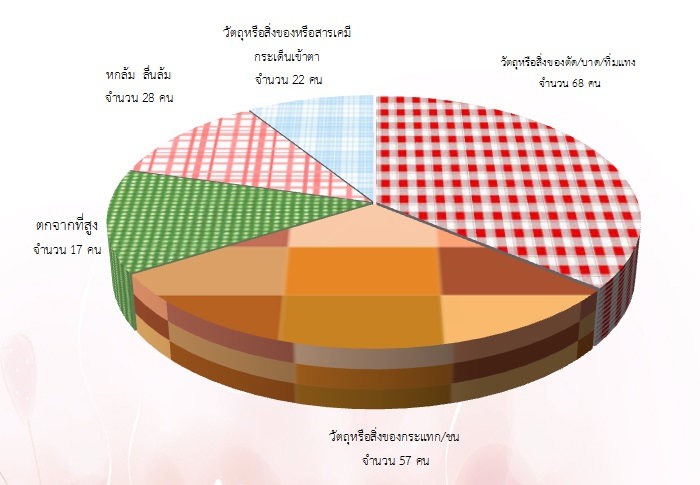 วัตถุหรือสิ่งของหรือสารเคมี
กระเด็นเข้าตา
จำนวน 22 คน
วัตถุหรือสิ่งของตัด/บาด/ทิ่มแทง
จำนวน 68 คน
หกล้ม ลื่นล้ม
จำนวน 28 คน
ตกจากที่สูง
จำนวน 17 คน
วัตถุหรือสิ่งของกระแทก/ชน
จำนวน 57 คน